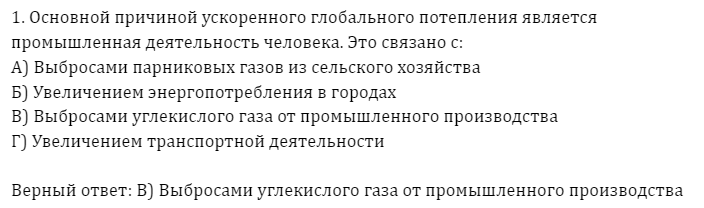 1. Основной причиной ускоренного глобального потепления является
промышленная деятельность человека. Это связано с:
А) Выбросами парниковых газов из сельского хозяйства
Б) Увеличением энергопотребления в городах
В) Выбросами углекислого газа от промышленного производства
Г) Увеличением транспортной деятельности
Верный ответ: В) Выбросами углекислого газа от промышленного производства